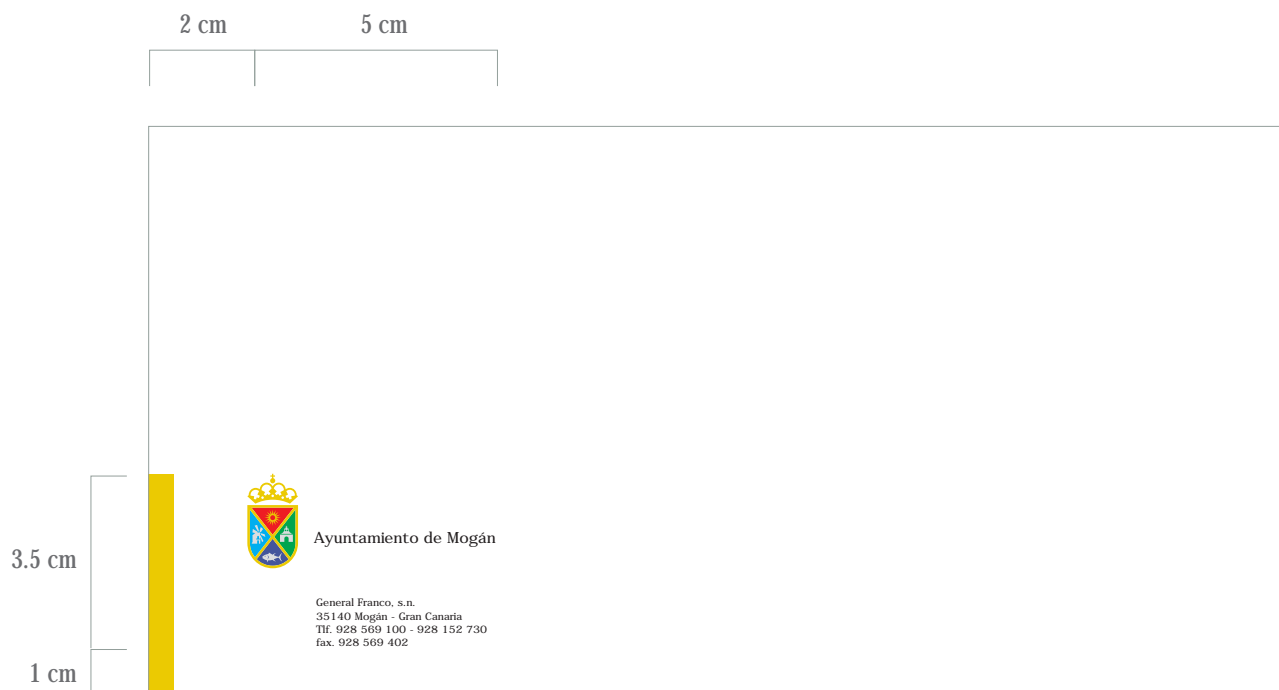 2 cm
5 cm
3.5 cm
Ayuntamiento de Mogán
General Franco, s.n.
35140 Mogán - Gran Canaria
Tlf. 928 569 100 - 928 152 730
fax. 928 569 402
1 cm